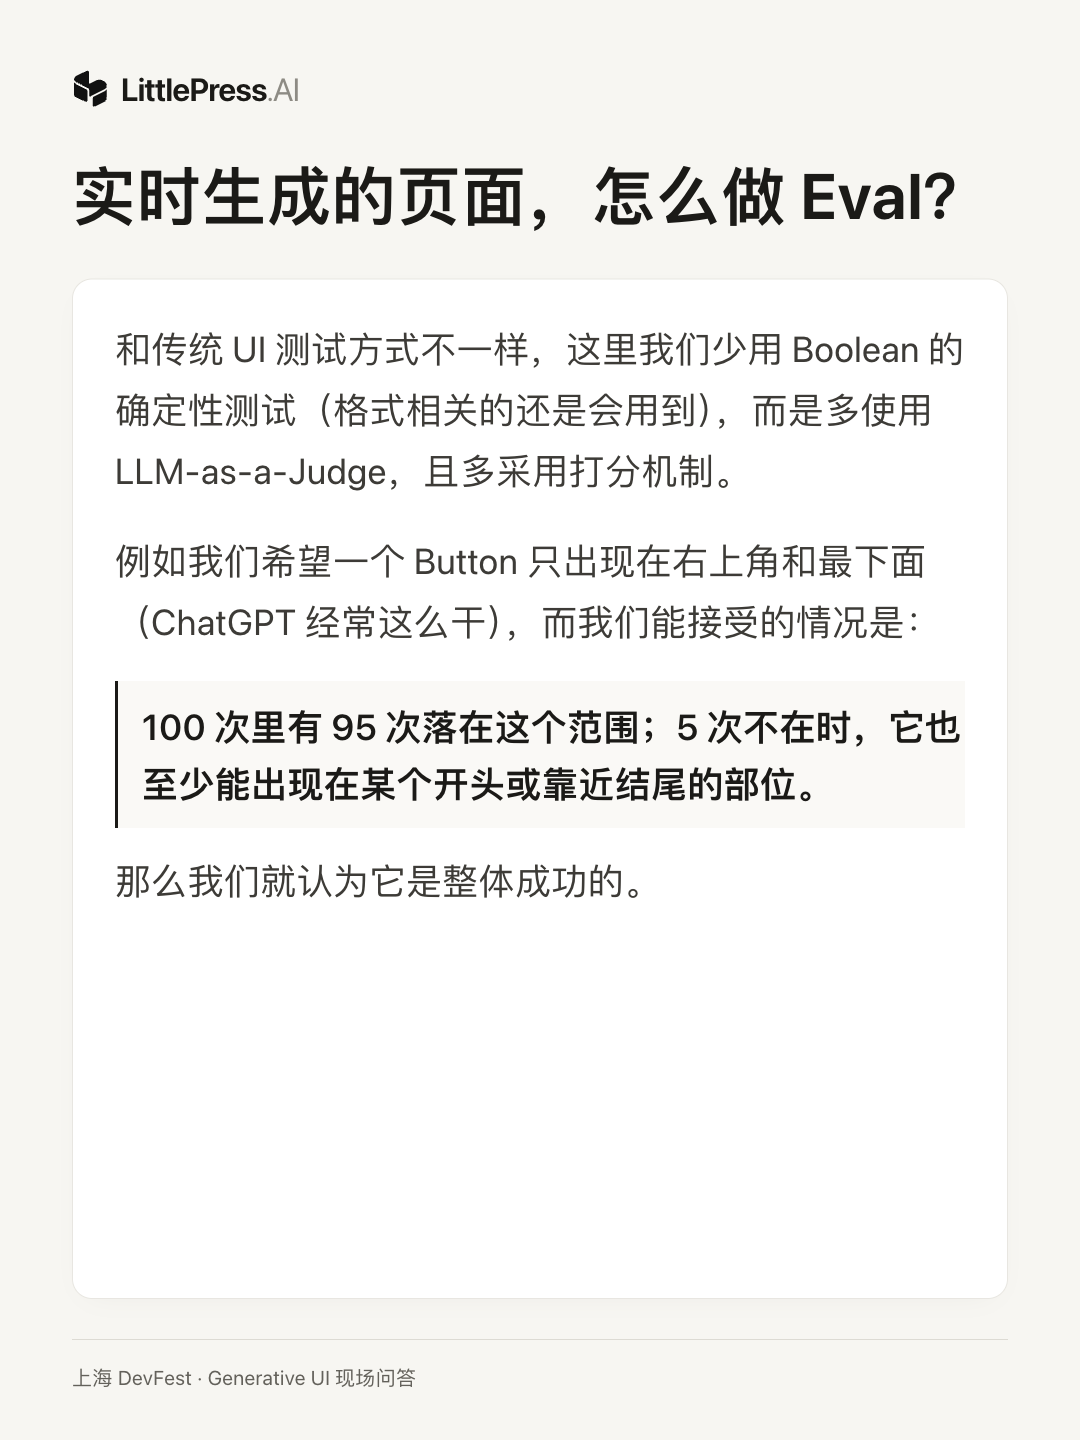 LittlePress.AI
实时生成的页面，怎么做 Eval？
和传统 UI 测试方式不一样，这里我们少用 Boolean 的
确定性测试（格式相关的还是会用到），而是多使用
LLM-as-a-Judge，且多采用打分机制。
例如我们希望一个 Button 只出现在右上角和最下面
（ChatGPT 经常这么干），而我们能接受的情况是：
100 次里有 95 次落在这个范围；5 次不在时，它也
至少能出现在某个开头或靠近结尾的部位。
那么我们就认为它是整体成功的。
上海 DevFest · Generative UI 现场问答